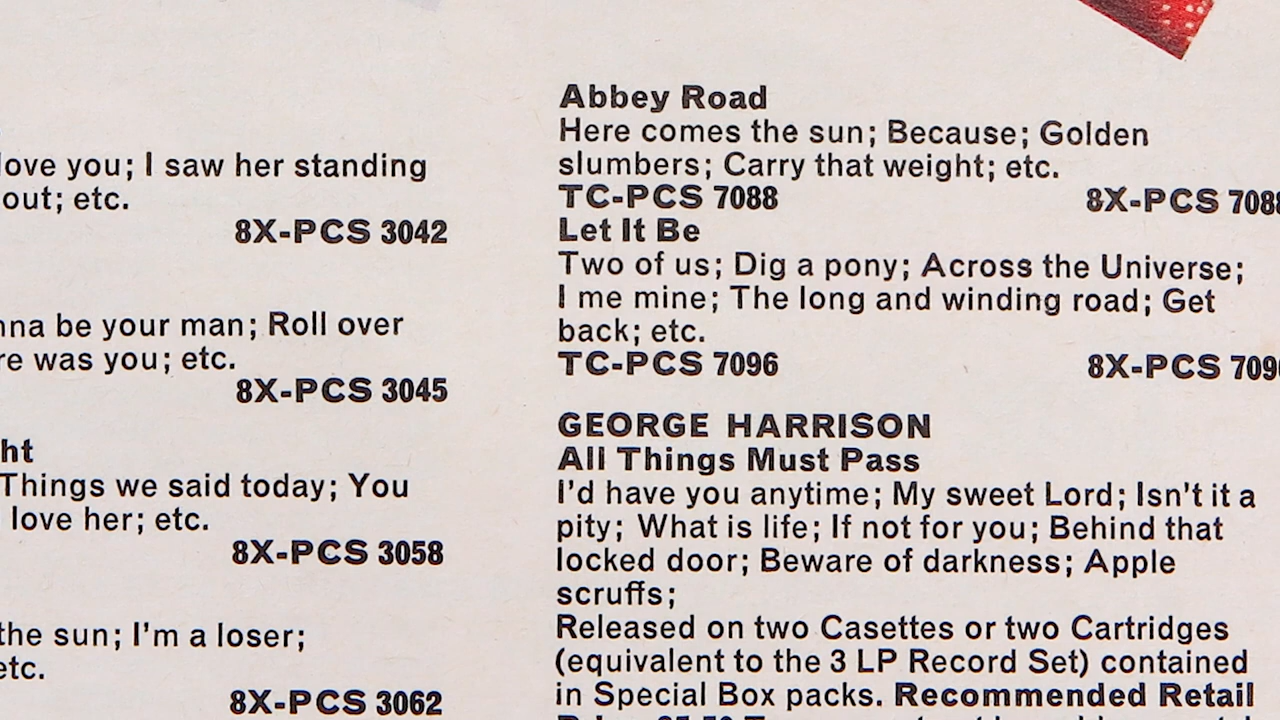 love you; I saw her standing
out; etc.
8X-PCS 3042
be your man; Roll over
was you; etc.
8X-PCS 3045
Things we said today; You
love her; etc.
8X-PCS 3058
the sun; I'm a loser;
etc.
8X-PCS 3062
Abbey Road
Here comes the sun; Because; Golden
slumbers; Carry that weight; etc.
TC-PCS 7088 8X-PCS
Let It Be
Two of us; Dig a pony; Across the Universe;
I me mine; The long and winding road; Get
back; etc.
TC-PCS 7096 8X-PCS
GEORGE HARRISON
All Things Must Pass
I'd have you anytime; My sweet Lord; Isn't it a
pity; What is life; If not for you; Behind that
locked door; Beware of darkness; Apple
scruffs;
Released on two Casettes or two Cartridges
(equivalent to the 3 LP Record Set) contained
in Special Box packs. Recommended Retail